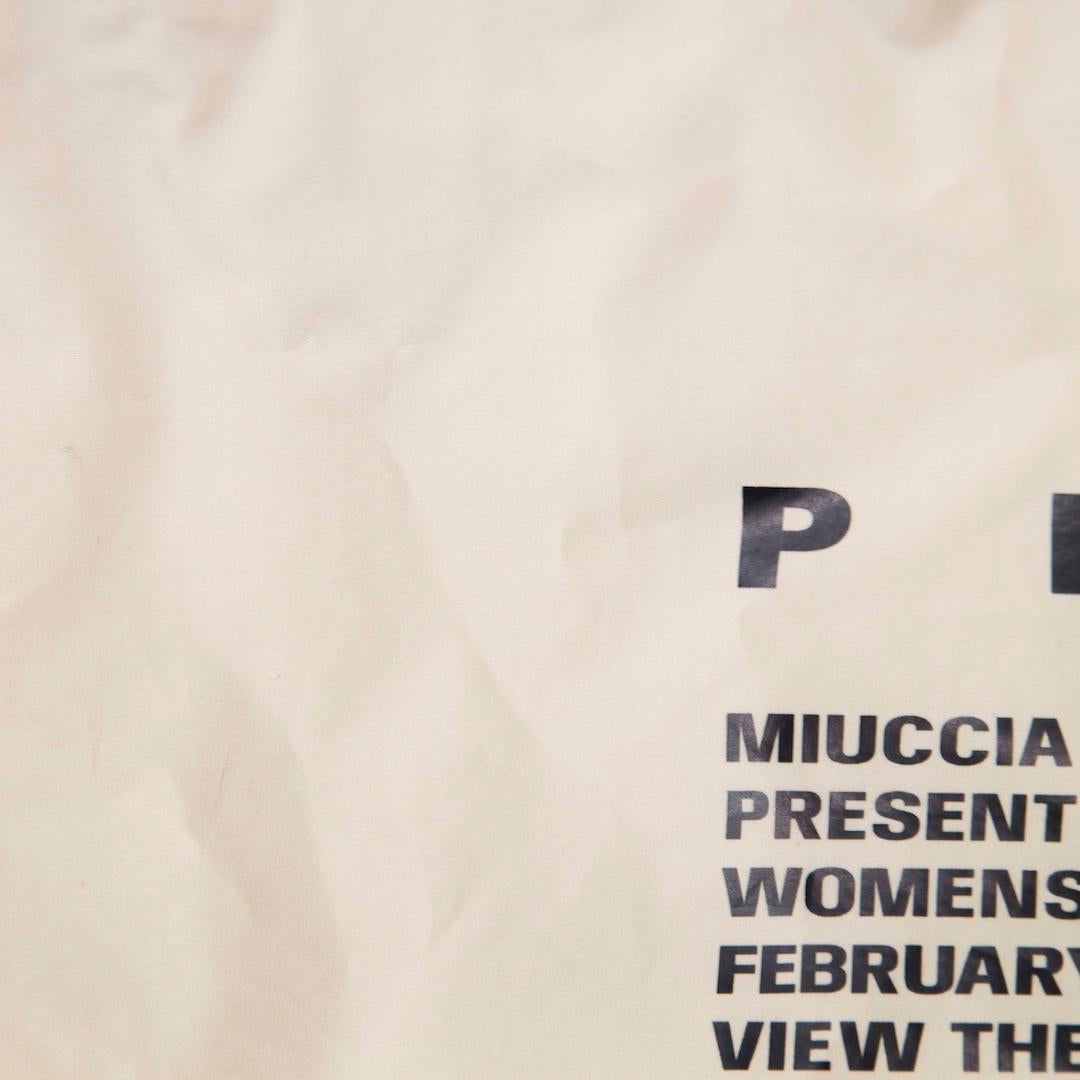 P
MIUCCIA
PRESENT
WOMENS
FEBRUARY
VIEW THE